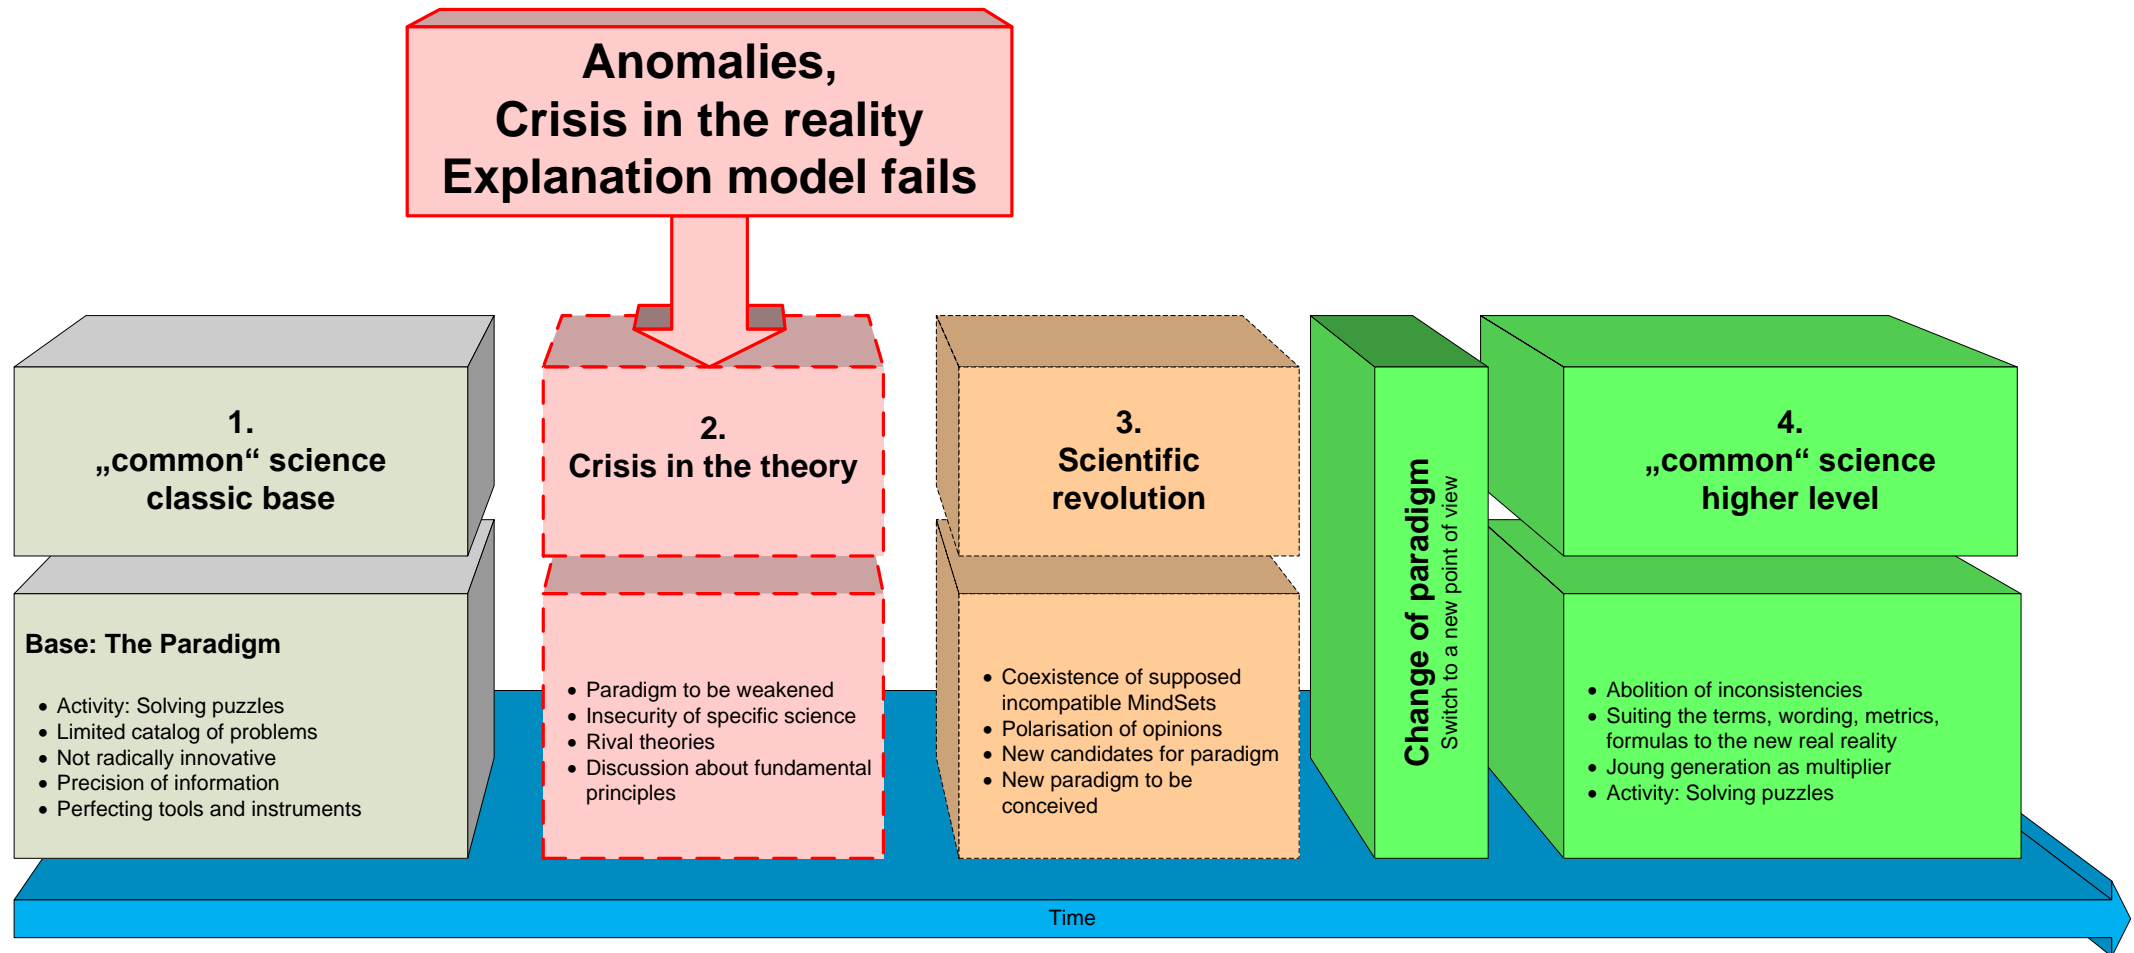 Anomalies,
Crisis in the reality
Explanation model fails
1.
„common“ science
classic base
Base: The Paradigm
• Activity: Solving puzzles
• Limited catalog of problems
• Not radically innovative
• Precision of information
• Perfecting tools and instruments
2.
Crisis in the theory
• Paradigm to be weakened
• Insecurity of specific science
• Rival theories
• Discussion about fundamental
principles
3.
Scientific
revolution
• Coexistence of supposed
incompatible MindSets
• Polarisation of opinions
• New candidates for paradigm
• New paradigm to be
conceived
Change of paradigm
Switch to a new point of view
4.
„common“ science
higher level
• Abolition of inconsistencies
• Suiting the terms, wording, metrics,
formulas to the new real reality
• Joung generation as multiplier
• Activity: Solving puzzles
Time